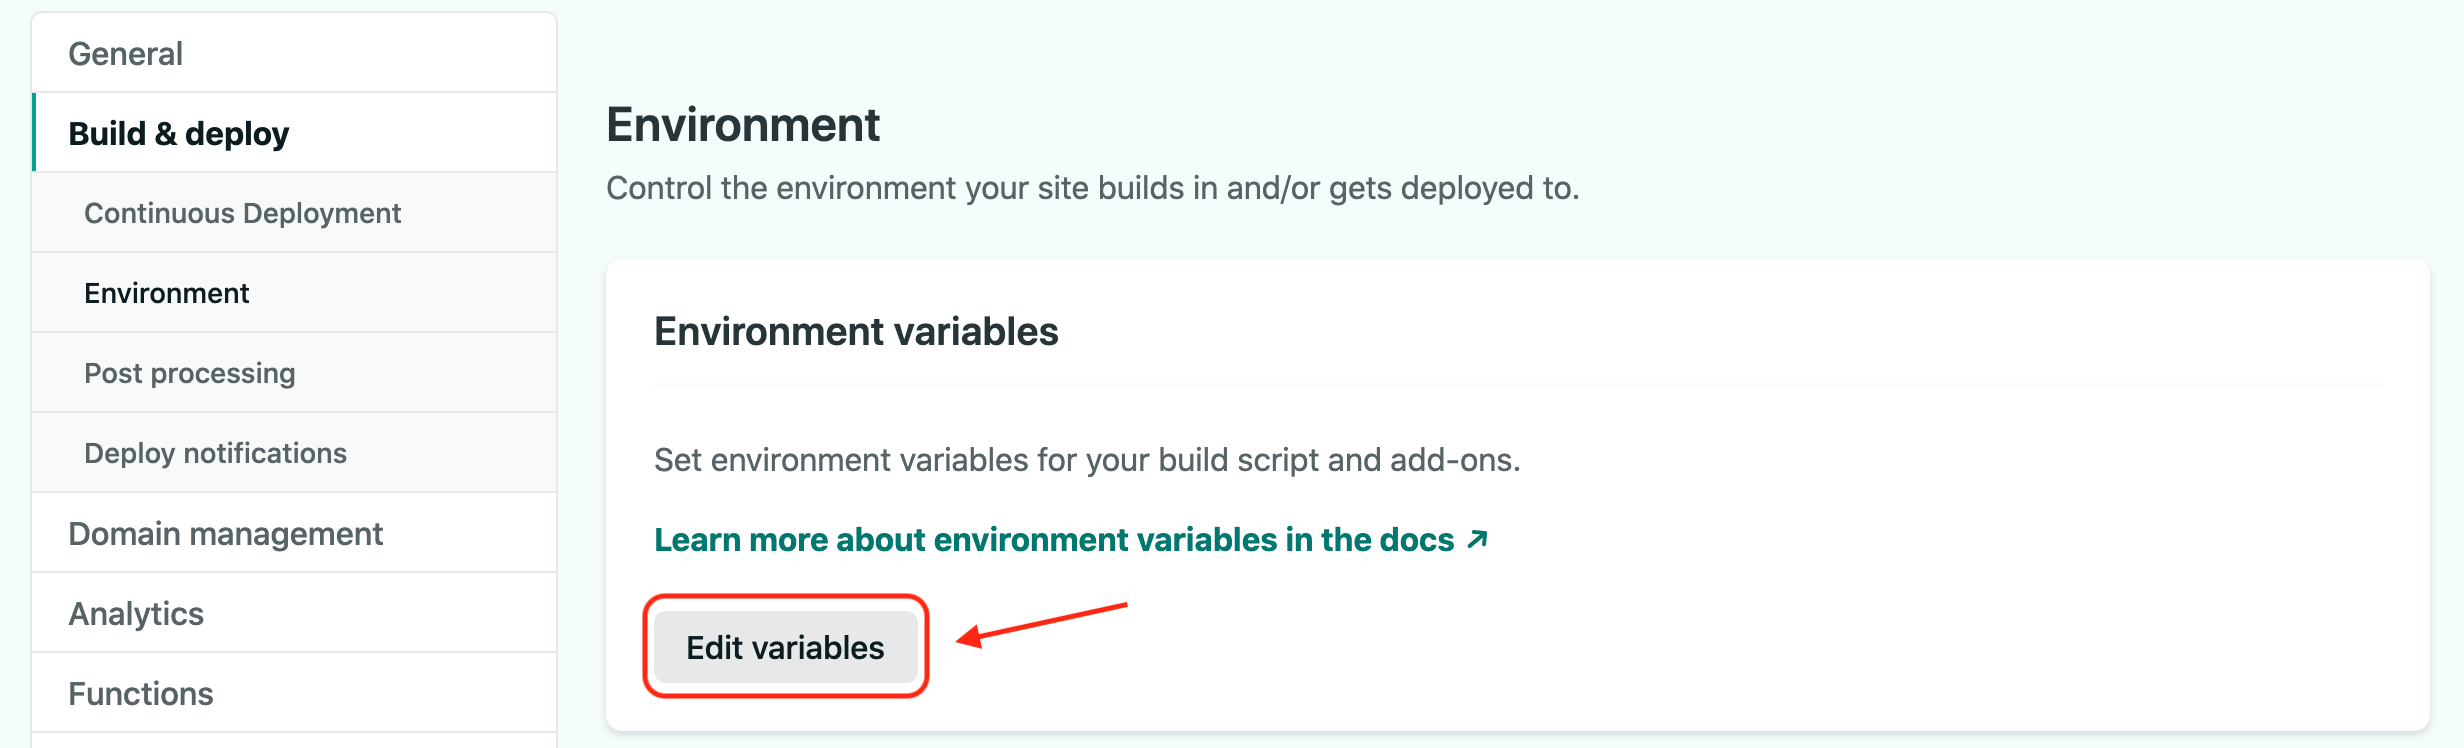 General
Build & deploy
Continuous Deployment
Environment
Post processing
Deploy notifications
Domain management
Analytics
Functions
Environment
Control the environment your site builds in and/or gets deployed to.
Environment variables
Set environment variables for your build script and add-ons.
Learn more about environment variables in the docs ↗
Edit variables